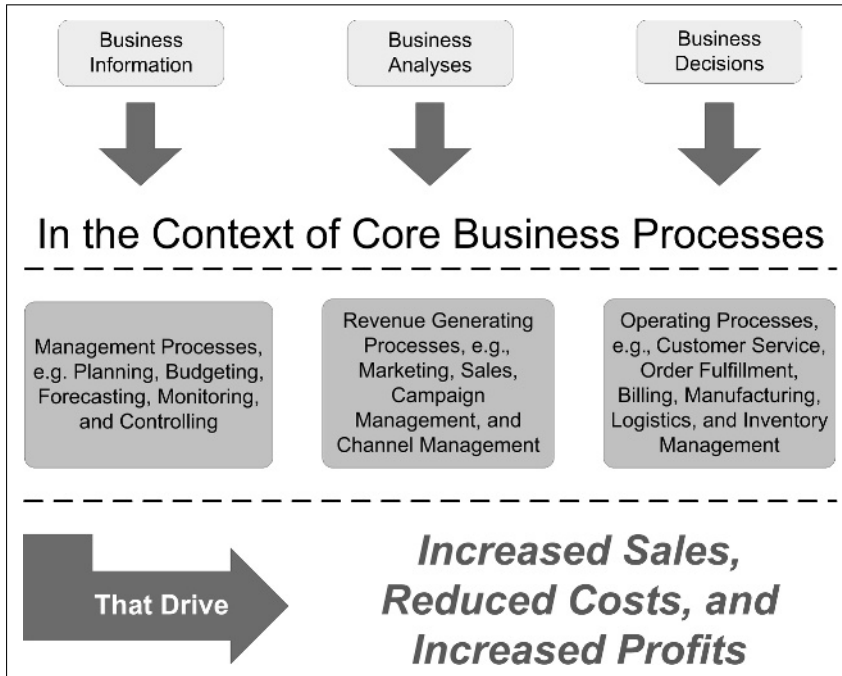 Business
Information
Business
Analyses
Business
Decisions
In the Context of Core Business Processes
Management Processes,
e.g. Planning, Budgeting,
Forecasting, Monitoring,
and Controlling
Revenue Generating
Processes, e.g.,
Marketing, Sales,
Campaign
Management, and
Channel Management
Operating Processes,
e.g., Customer Service,
Order Fulfillment,
Billing, Manufacturing,
Logistics, and Inventory
Management
That Drive
Increased Sales,
Reduced Costs, and
Increased Profits